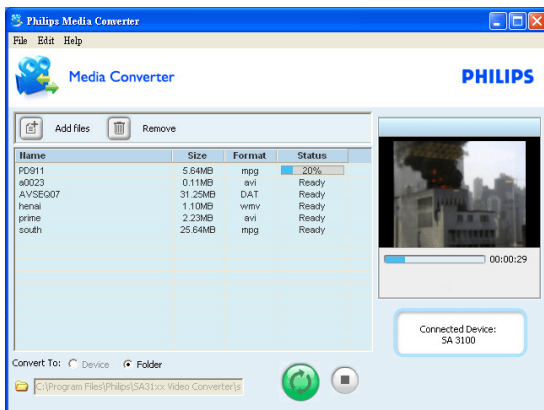 Philips Media Converter
File Edit Help
Media Converter
PHILIPS
Add files Remove
Name Size Format Status
PD911 5.64MB mpg 20%
a0023 0.11MB avi Ready
AVSEQ07 31.25MB DAT Ready
henai 1.10MB wmv Ready
prime 2.23MB avi Ready
south 25.64MB mpg Ready
00:00:29
Connected Device:
SA 3100
Convert To: Device Folder
C:\Program Files\Philips\SA31xx Video Converter\s